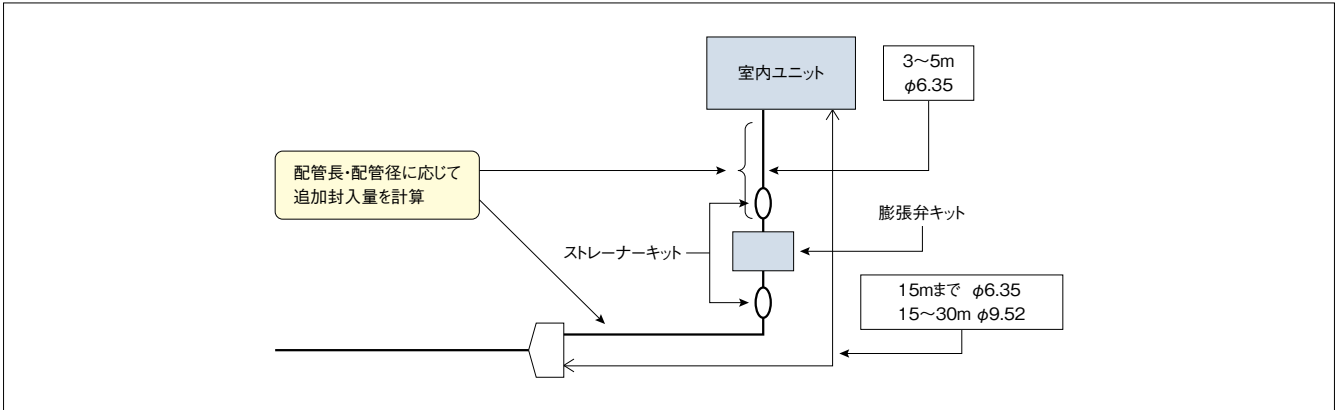 室内ユニット
3〜5m
φ6.35
配管長・配管径に応じて
追加封入量を計算
膨張弁キット
ストレーナーキット
15mまで φ6.35
15〜30m φ9.52